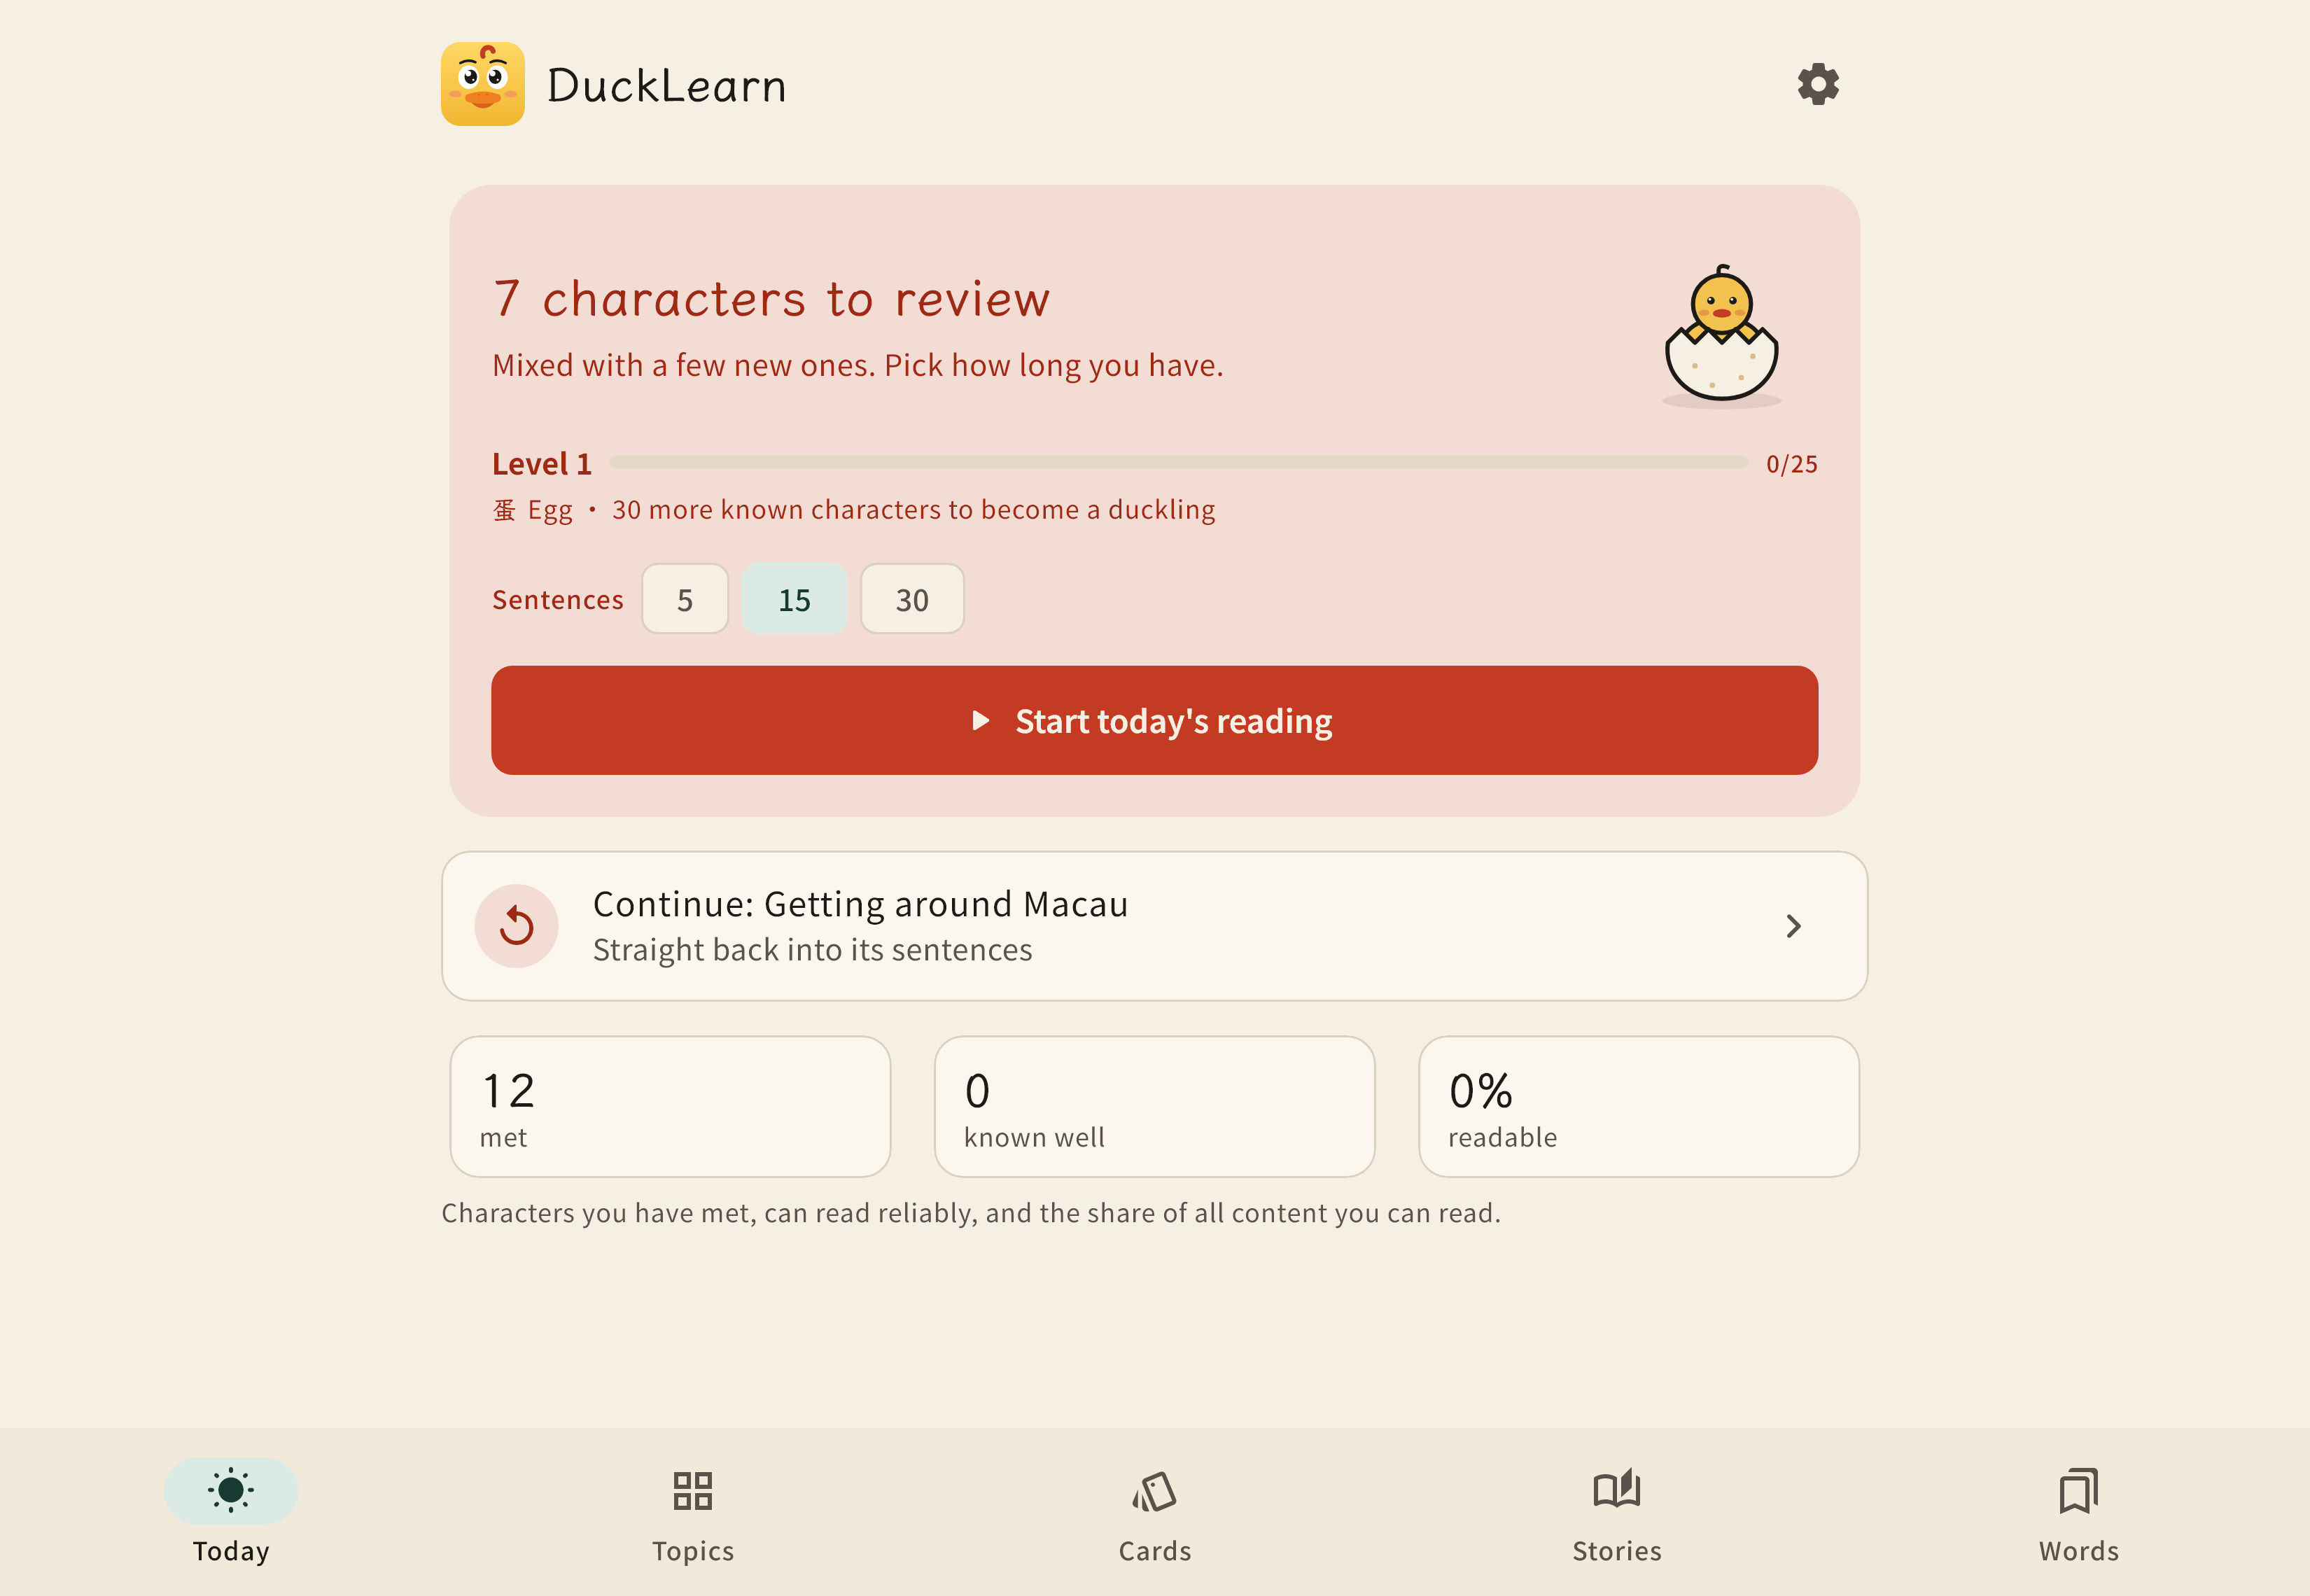 DuckLearn
7 characters to review
Mixed with a few new ones. Pick how long you have.
Level 1 0/25
蛋 Egg • 30 more known characters to become a duckling
Sentences 5 15 30
Start today's reading
Continue: Getting around Macau
Straight back into its sentences
12 0 0%
met known well readable
Characters you have met, can read reliably, and the share of all content you can read.
Today Topics Cards Stories Words